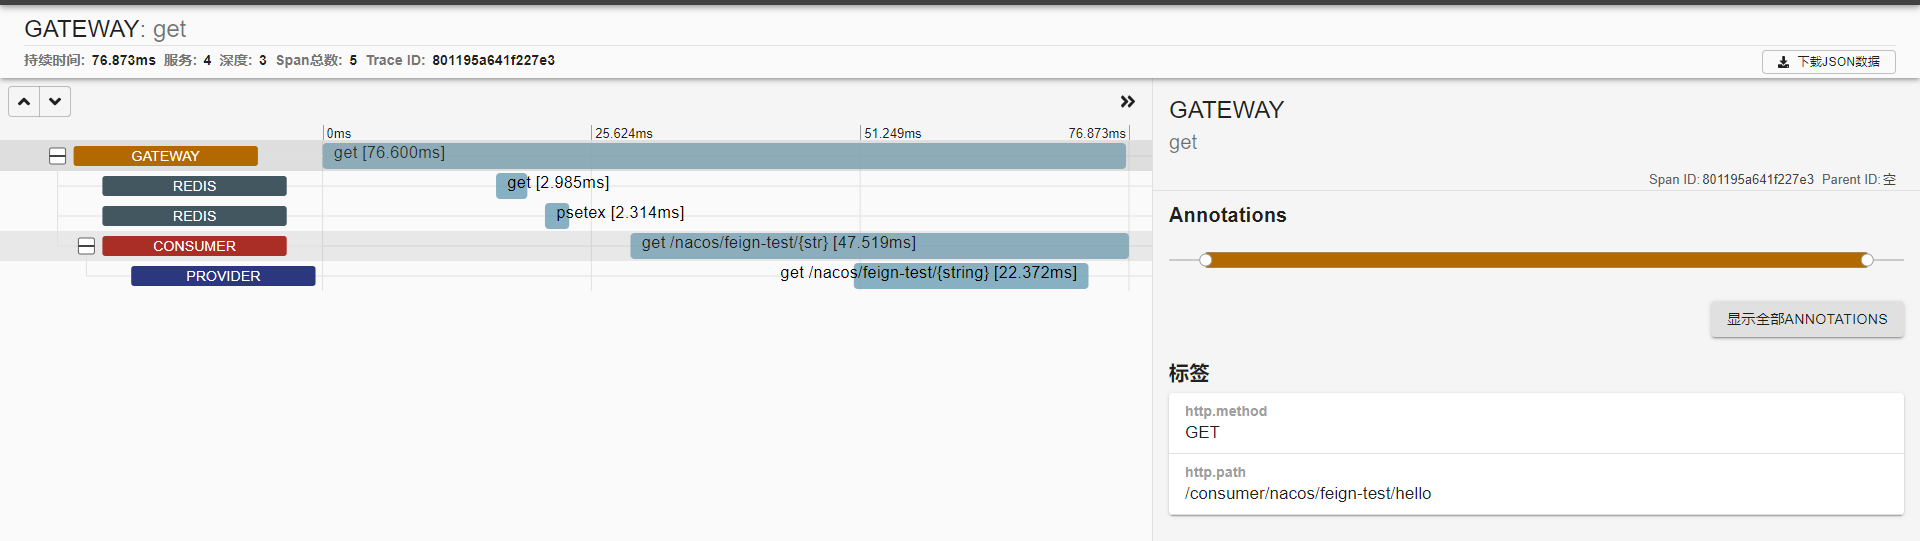 GATEWAY: get
持续时间: 76.873ms 服务: 4 深度: 3 Span总数: 5 Trace ID: 801195a641f227e3
下载JSON数据
0ms 25.624ms 51.249ms 76.873ms
GATEWAY get [76.600ms]
REDIS get [2.985ms]
REDIS psetex [2.314ms]
CONSUMER get /nacos/feign-test/{str} [47.519ms]
PROVIDER get /nacos/feign-test/{string} [22.372ms]
GATEWAY
get
Span ID: 801195a641f227e3 Parent ID: 空
Annotations
显示全部ANNOTATIONS
标签
http.method
GET
http.path
/consumer/nacos/feign-test/hello